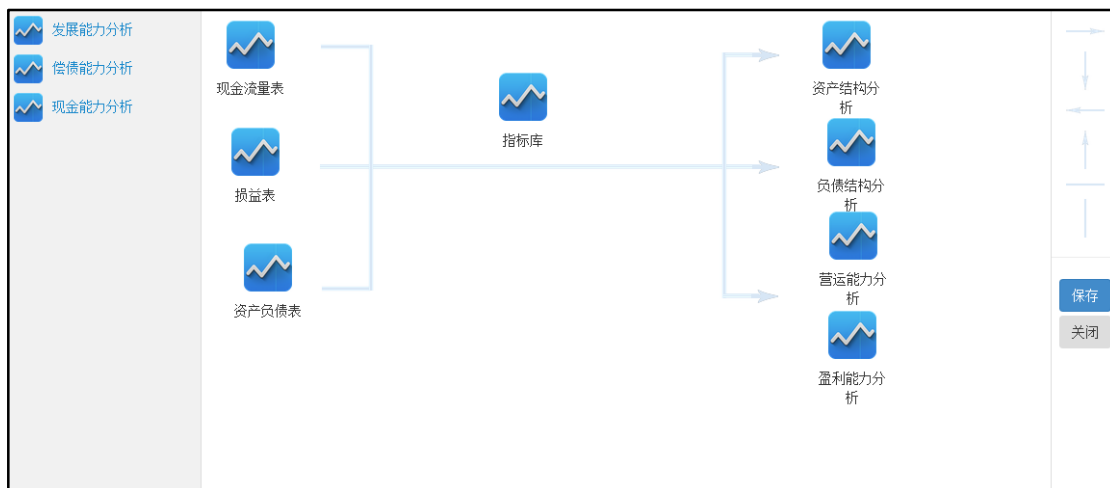 发展能力分析
偿债能力分析
现金能力分析
现金流量表
损益表
资产负债表
指标库
资产结构分
析
负债结构分
析
营运能力分
析
盈利能力分
析
保存
关闭